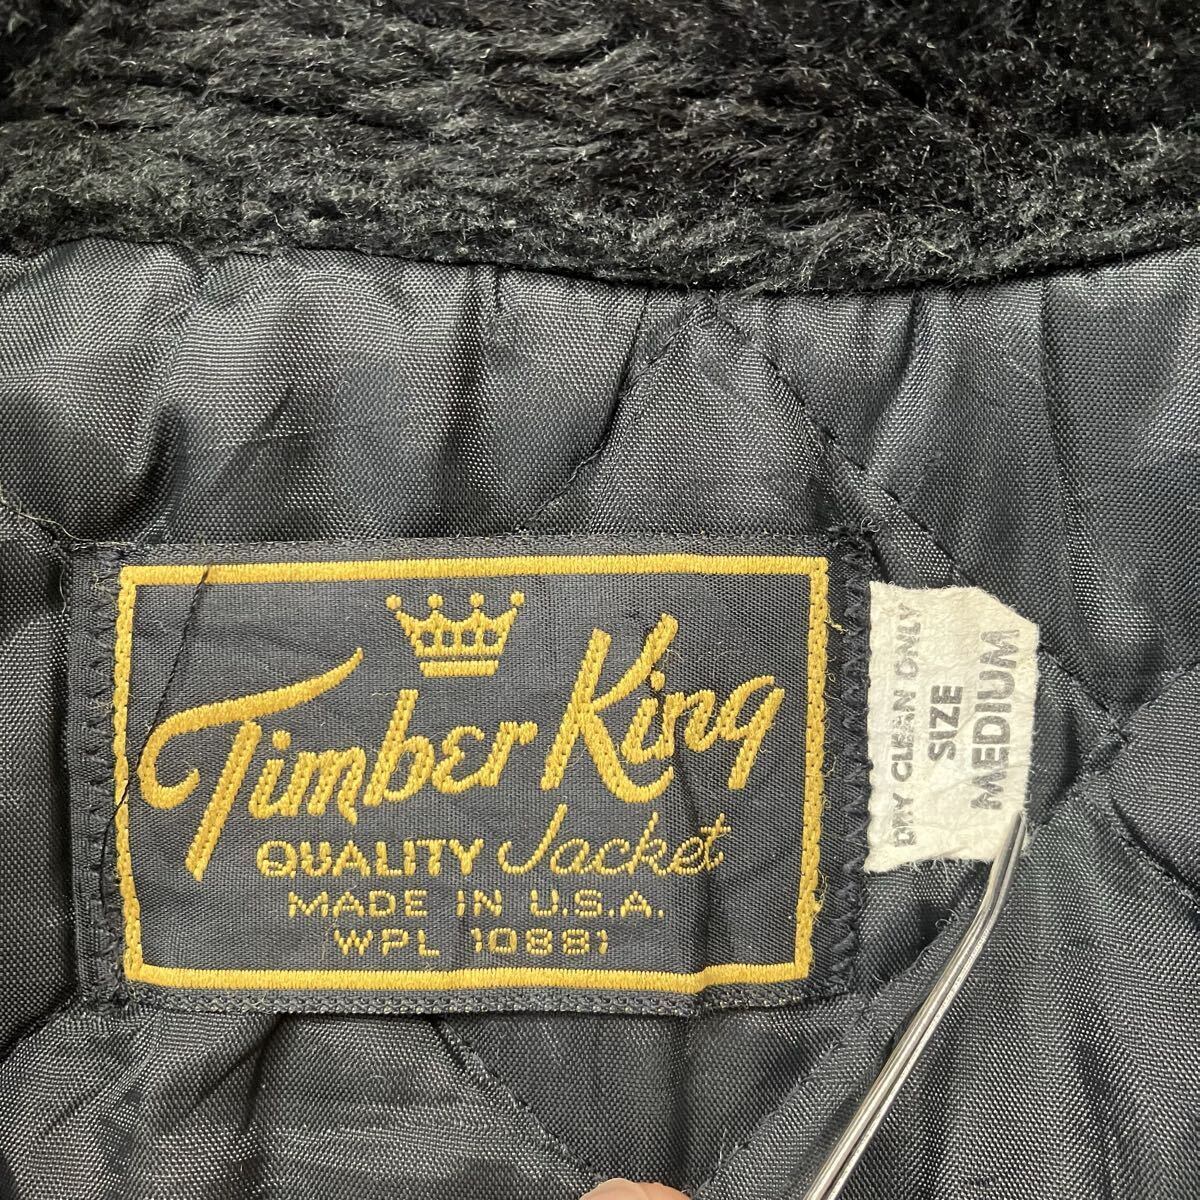 Timber King
QUALITY Jacket
MADE IN U.S.A.
WPL 10881
DRY CLEAN ONLY
SIZE
MEDIUM